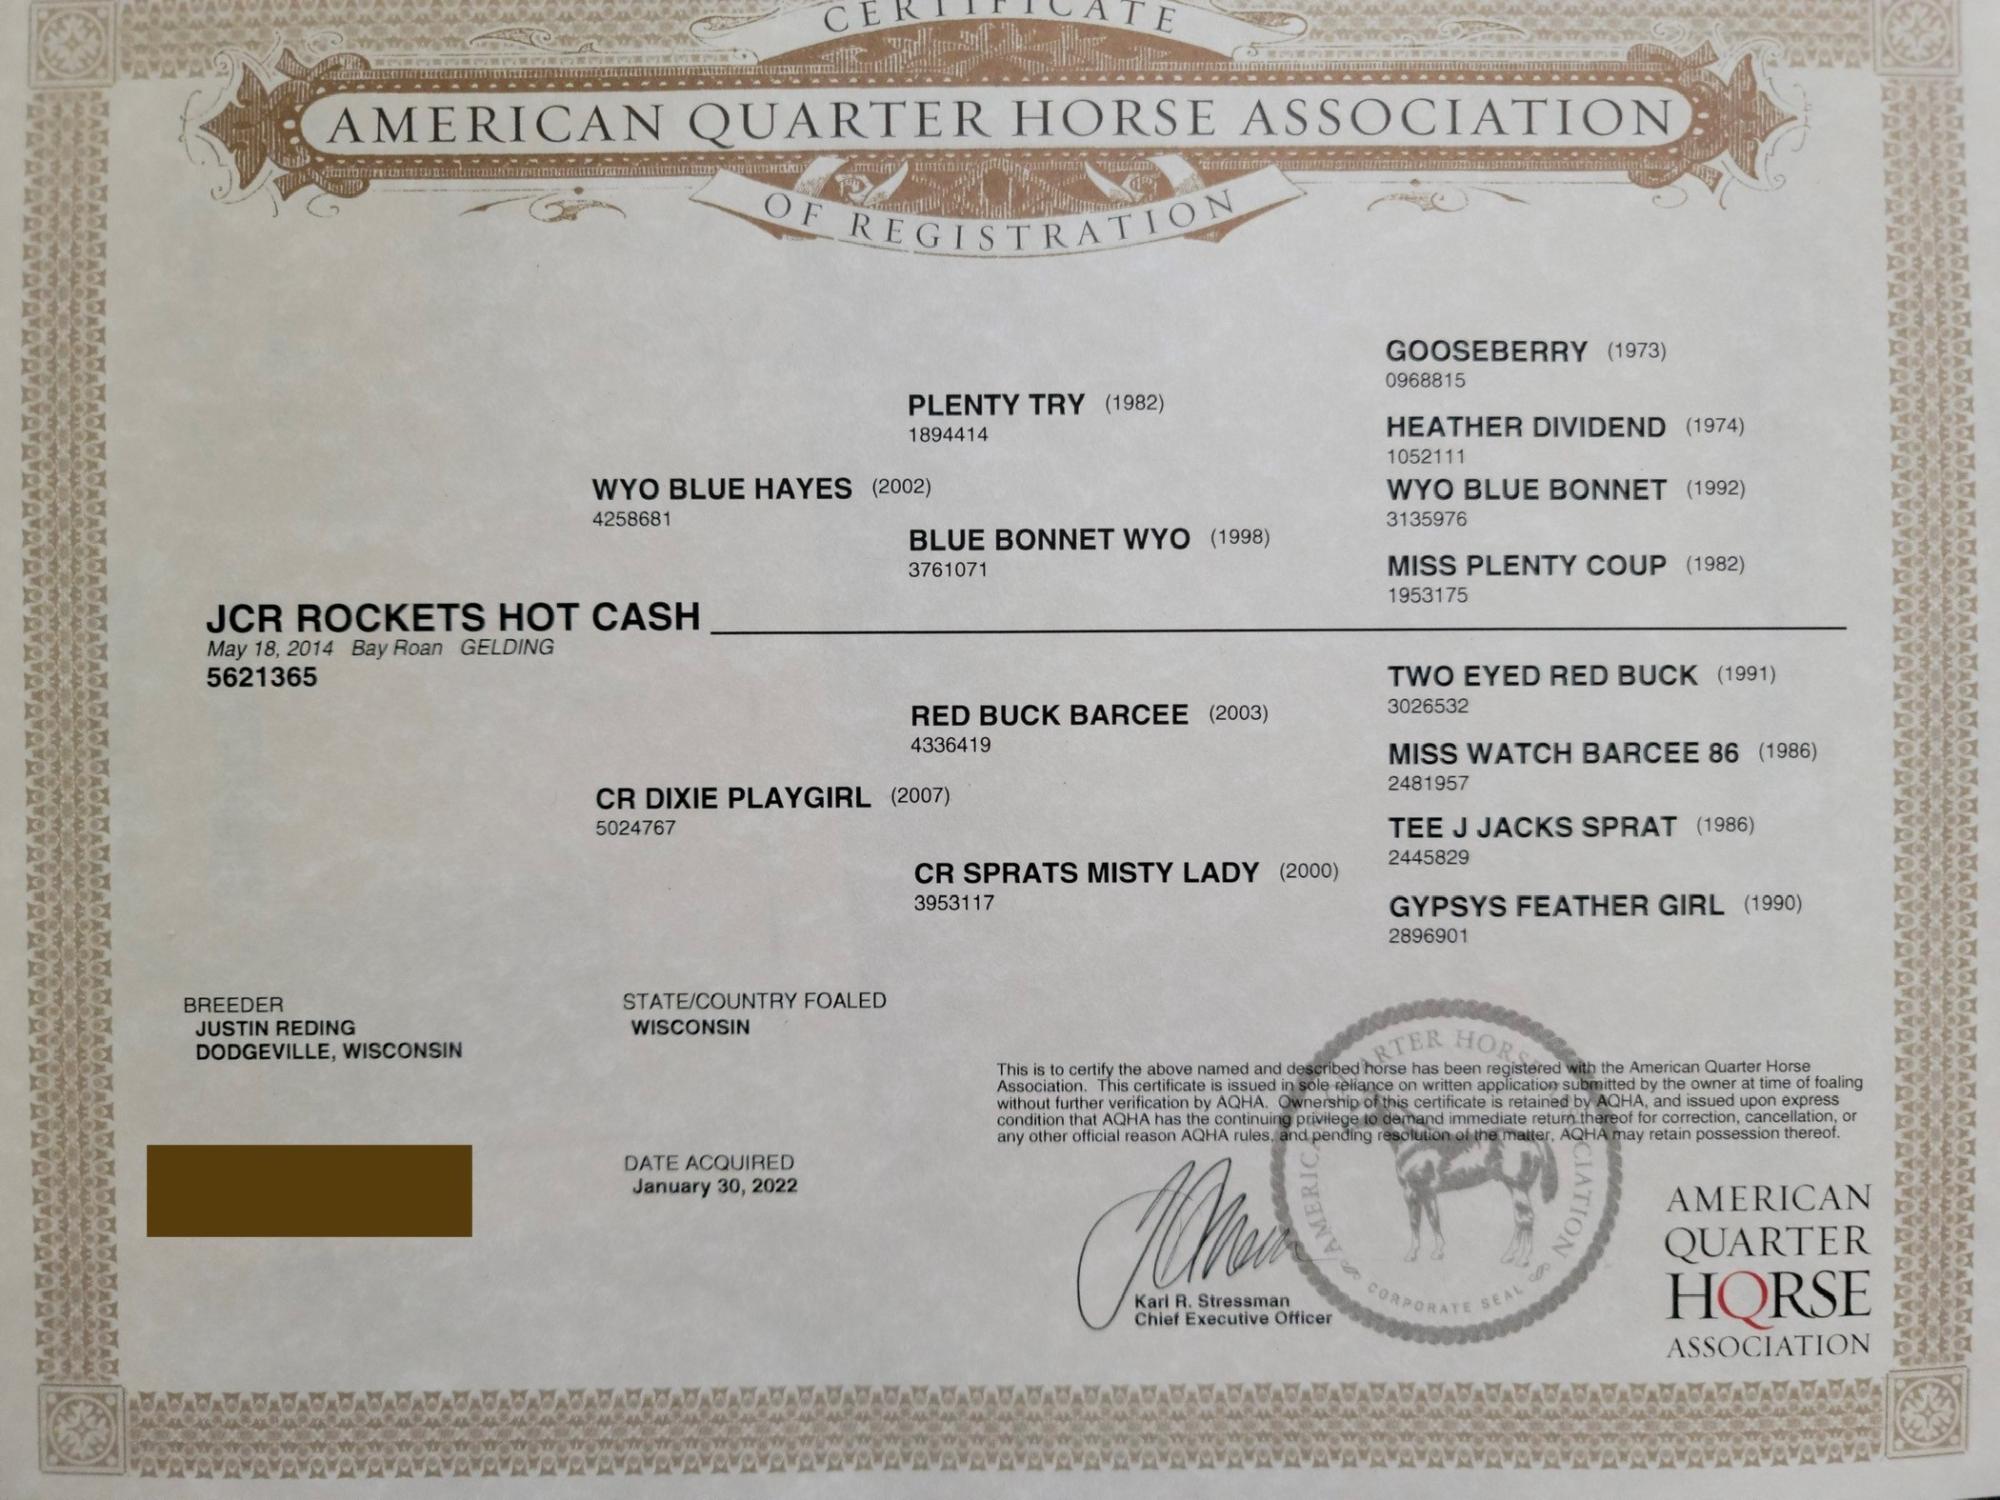 CERTIFICATE
AMERICAN QUARTER HORSE ASSOCIATION
OF REGISTRATION
GOOSEBERRY (1973)
0968815
PLENTY TRY (1982)
1894414
HEATHER DIVIDEND (1974)
1052111
WYO BLUE HAYES (2002)
4258681
WYO BLUE BONNET (1992)
3135976
BLUE BONNET WYO (1998)
3761071
MISS PLENTY COUP (1982)
1953175
JCR ROCKETS HOT CASH
May 18, 2014 Bay Roan GELDING
5621365
TWO EYED RED BUCK (1991)
3026532
RED BUCK BARCEE (2003)
4336419
MISS WATCH BARCEE 86 (1986)
2481957
CR DIXIE PLAYGIRL (2007)
5024767
TEE J JACKS SPRAT (1986)
2445829
CR SPRATS MISTY LADY (2000)
3953117
GYPSYS FEATHER GIRL (1990)
2896901
BREEDER
JUSTIN REDING
DODGEVILLE, WISCONSIN
STATE/COUNTRY FOALED
WISCONSIN
This is to certify the above named and described horse has been registered with the American Quarter Horse
Association. This certificate is issued in sole reliance on written application submitted by the owner at time of foaling
without further verification by AQHA. Ownership of this certificate is retained by AQHA, and issued upon express
condition that AQHA has the continuing privilege to demand immediate return thereof for correction, cancellation, or
any other official reason AQHA rules, and pending resolution of the matter, AQHA may retain possession thereof.
DATE ACQUIRED
January 30, 2022
Karl R. Stressman
Chief Executive Officer
AMERICAN QUARTER HORSE ASSOCIATION
CORPORATE SEAL
AMERICAN
QUARTER
HORSE
ASSOCIATION